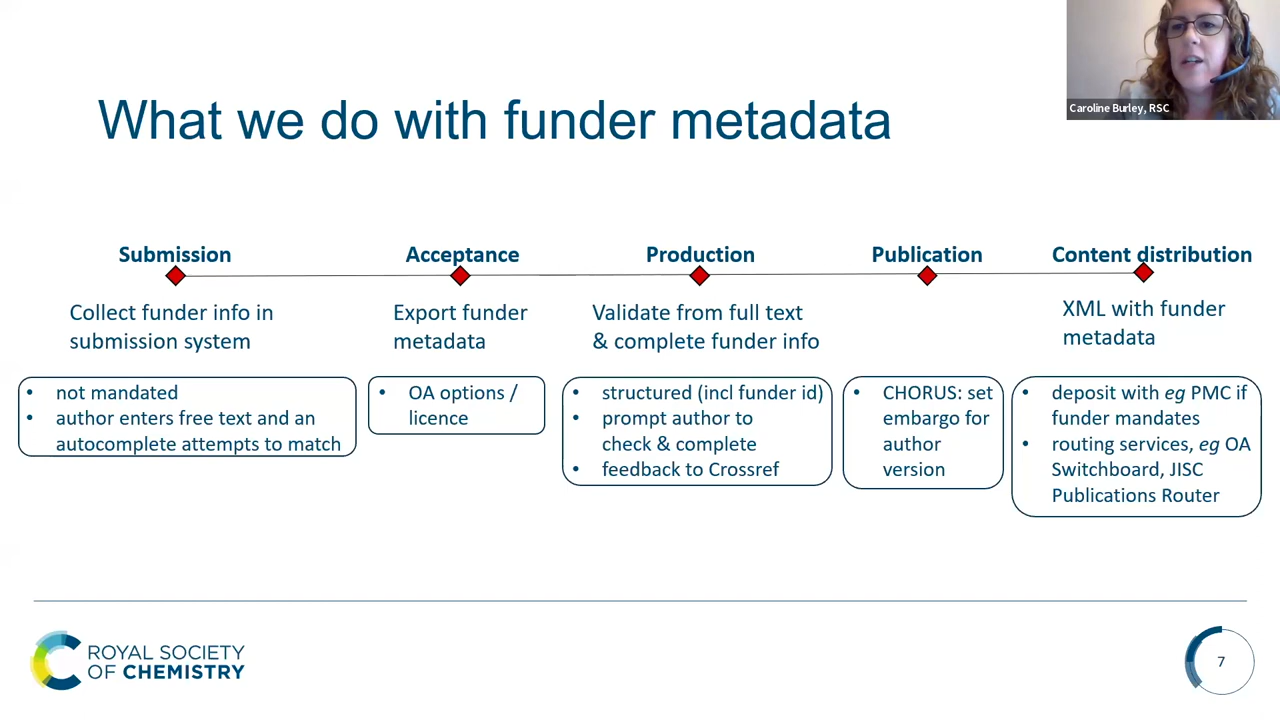 Caroline Burley, RSC
What we do with funder metadata
Submission
Collect funder info in
submission system
• not mandated
• author enters free text and an
autocomplete attempts to match
Acceptance
Export funder
metadata
• OA options /
licence
Production
Validate from full text
& complete funder info
• structured (incl funder id)
• prompt author to
check & complete
• feedback to Crossref
Publication
• CHORUS: set
embargo for
author
version
Content distribution
XML with funder
metadata
• deposit with eg PMC if
funder mandates
• routing services, eg OA
Switchboard, JISC
Publications Router
ROYAL SOCIETY
OF CHEMISTRY
7